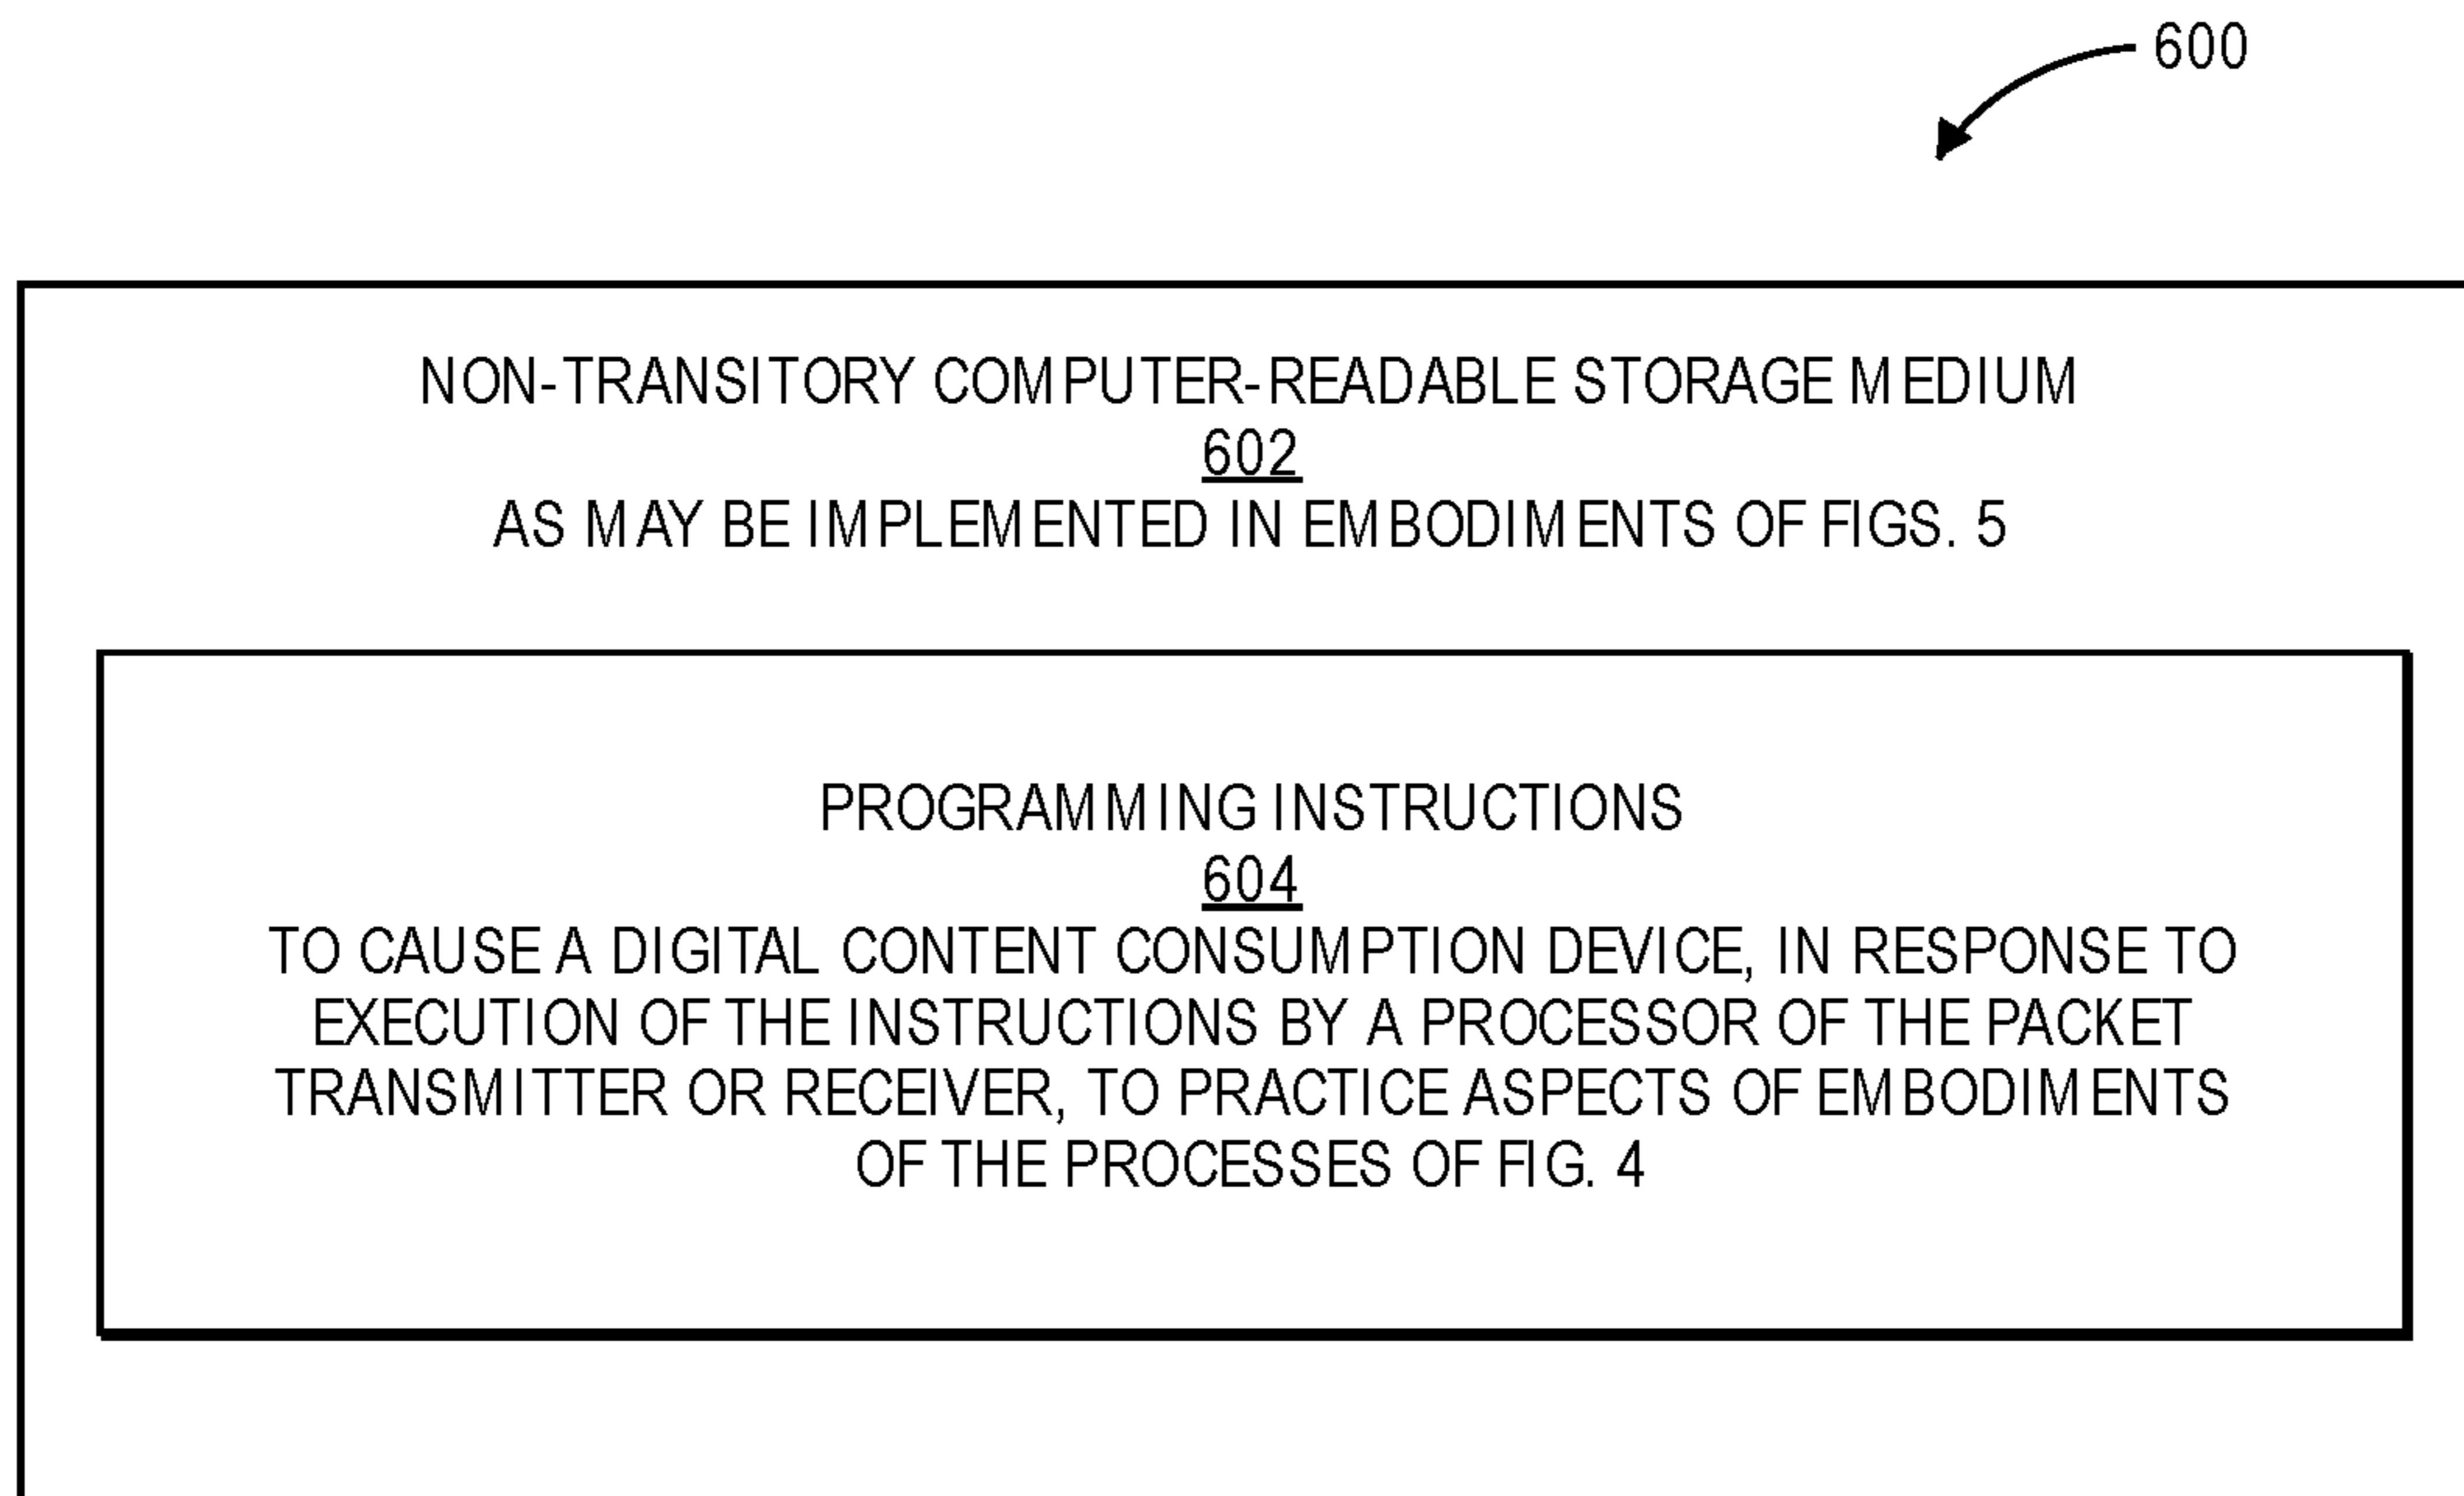 600
NON-TRANSITORY COMPUTER-READABLE STORAGE MEDIUM
602
AS MAY BE IMPLEMENTED IN EMBODIMENTS OF FIGS. 5
PROGRAMMING INSTRUCTIONS
604
TO CAUSE A DIGITAL CONTENT CONSUMPTION DEVICE, IN RESPONSE TO
EXECUTION OF THE INSTRUCTIONS BY A PROCESSOR OF THE PACKET
TRANSMITTER OR RECEIVER, TO PRACTICE ASPECTS OF EMBODIMENTS
OF THE PROCESSES OF FIG. 4